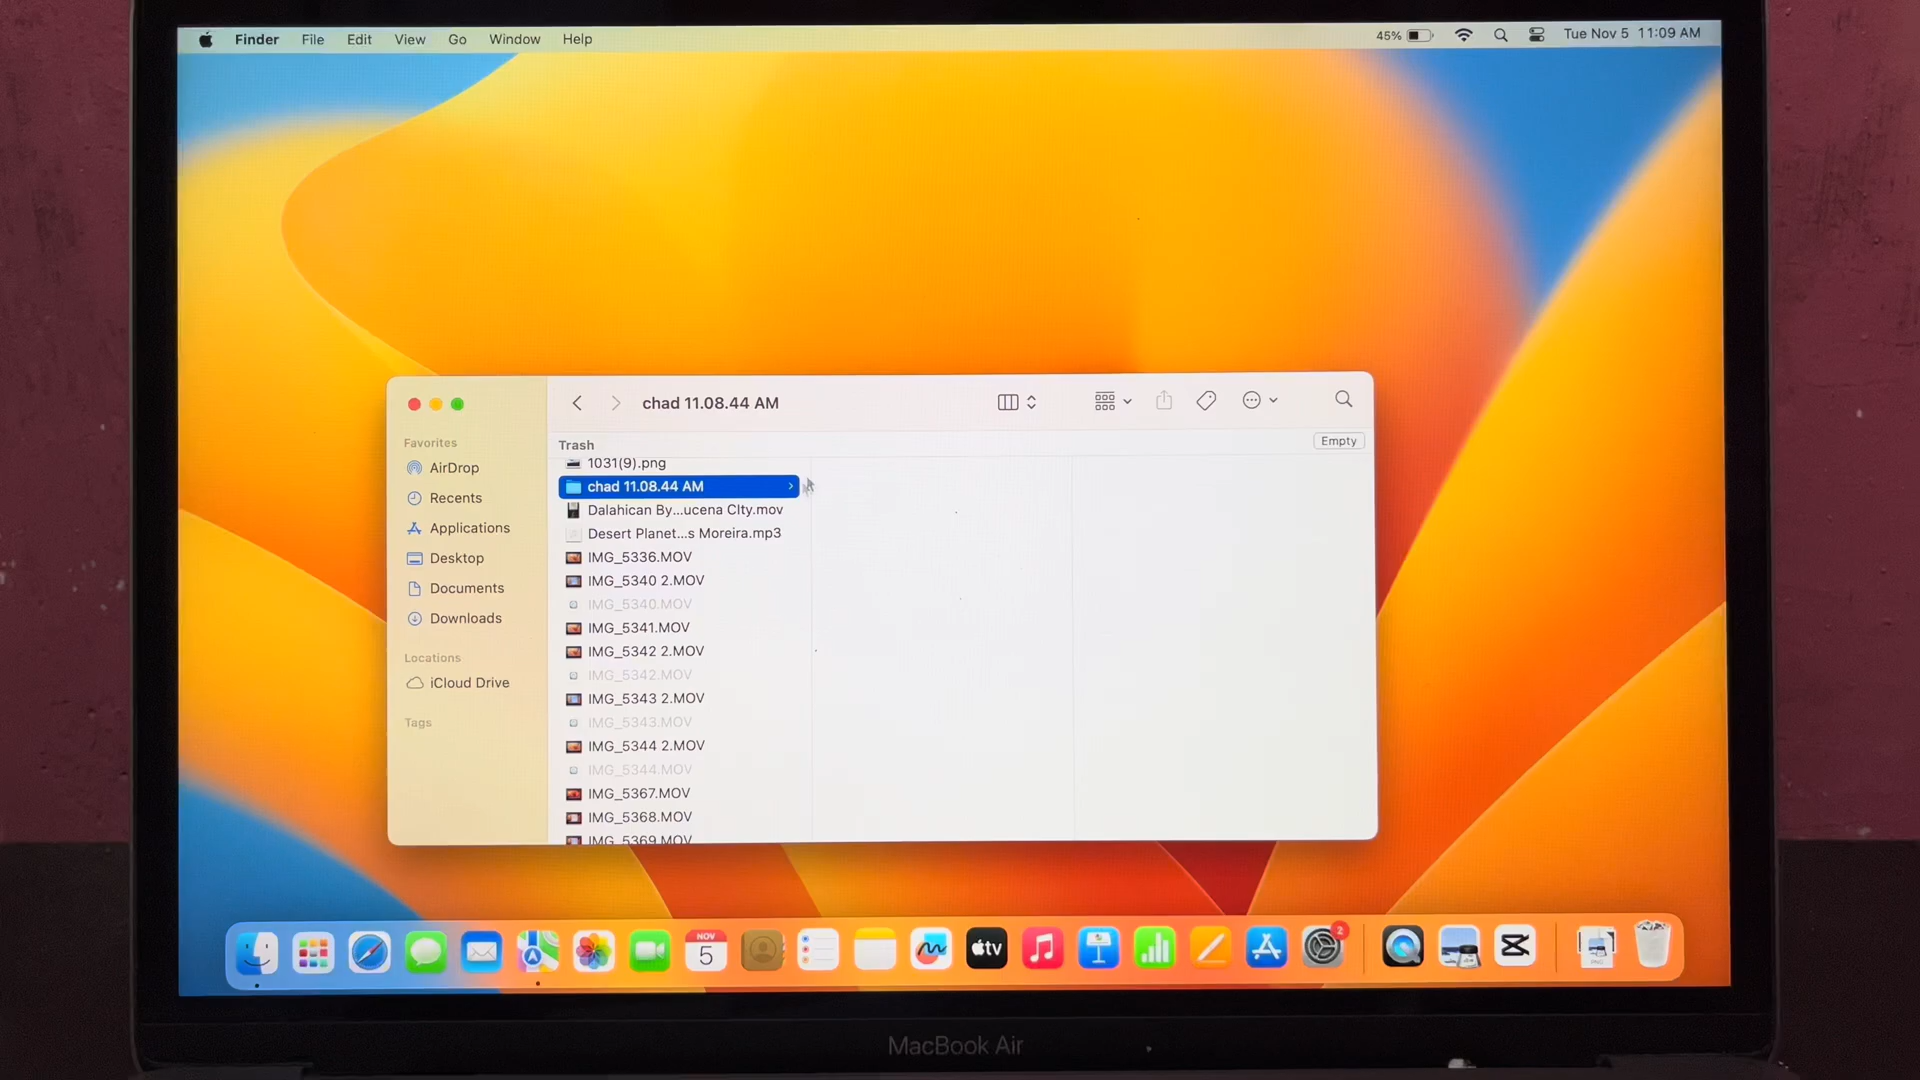 Finder File Edit View Go Window Help 45% Tue Nov 5 11:09 AM
chad 11.08.44 AM
Favorites
AirDrop
Recents
Applications
Desktop
Documents
Downloads
Locations
iCloud Drive
Tags
Trash Empty
1031(9).png
chad 11.08.44 AM
Dalahican By...ucena CIty.mov
Desert Planet...s Moreira.mp3
IMG_5336.MOV
IMG_5340 2.MOV
IMG_5340.MOV
IMG_5341.MOV
IMG_5342 2.MOV
IMG_5342.MOV
IMG_5343 2.MOV
IMG_5343.MOV
IMG_5344 2.MOV
IMG_5344.MOV
IMG_5367.MOV
IMG_5368.MOV
IMG_5369.MOV
NOV
5
tv
2
PNG
MacBook Air